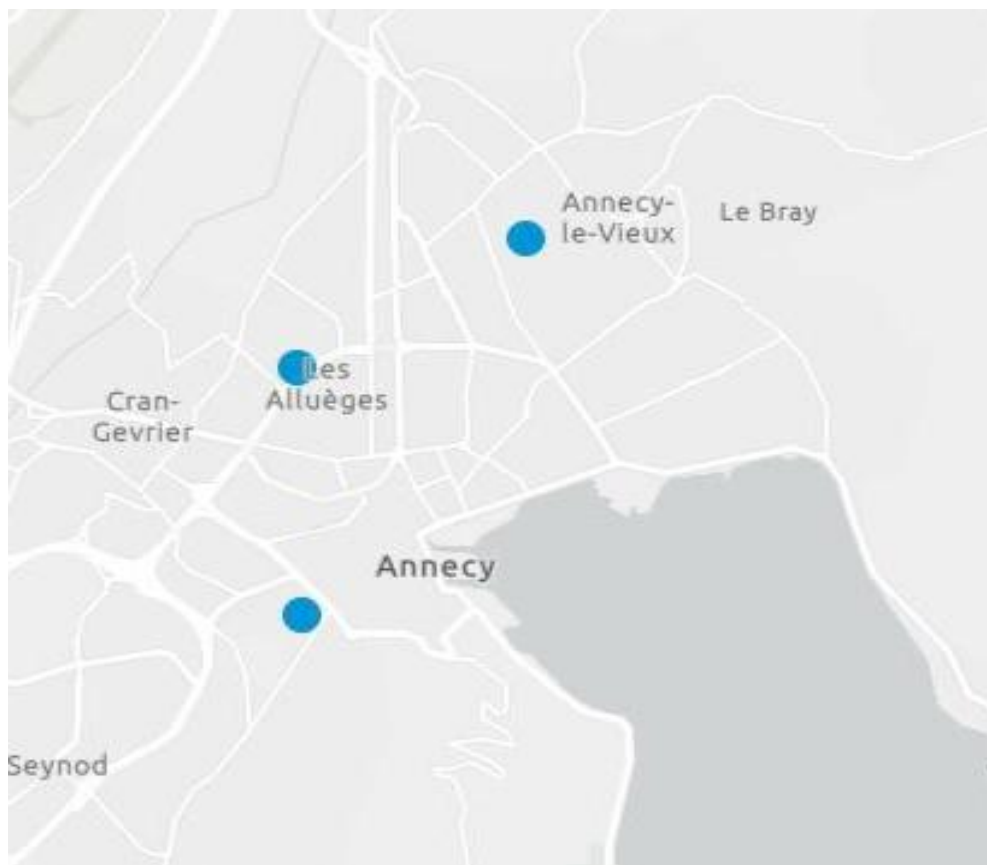 Annecy-
le-Vieux
Le Bray
Les
Alluèges
Cran-
Gevrier
Annecy
Seynod